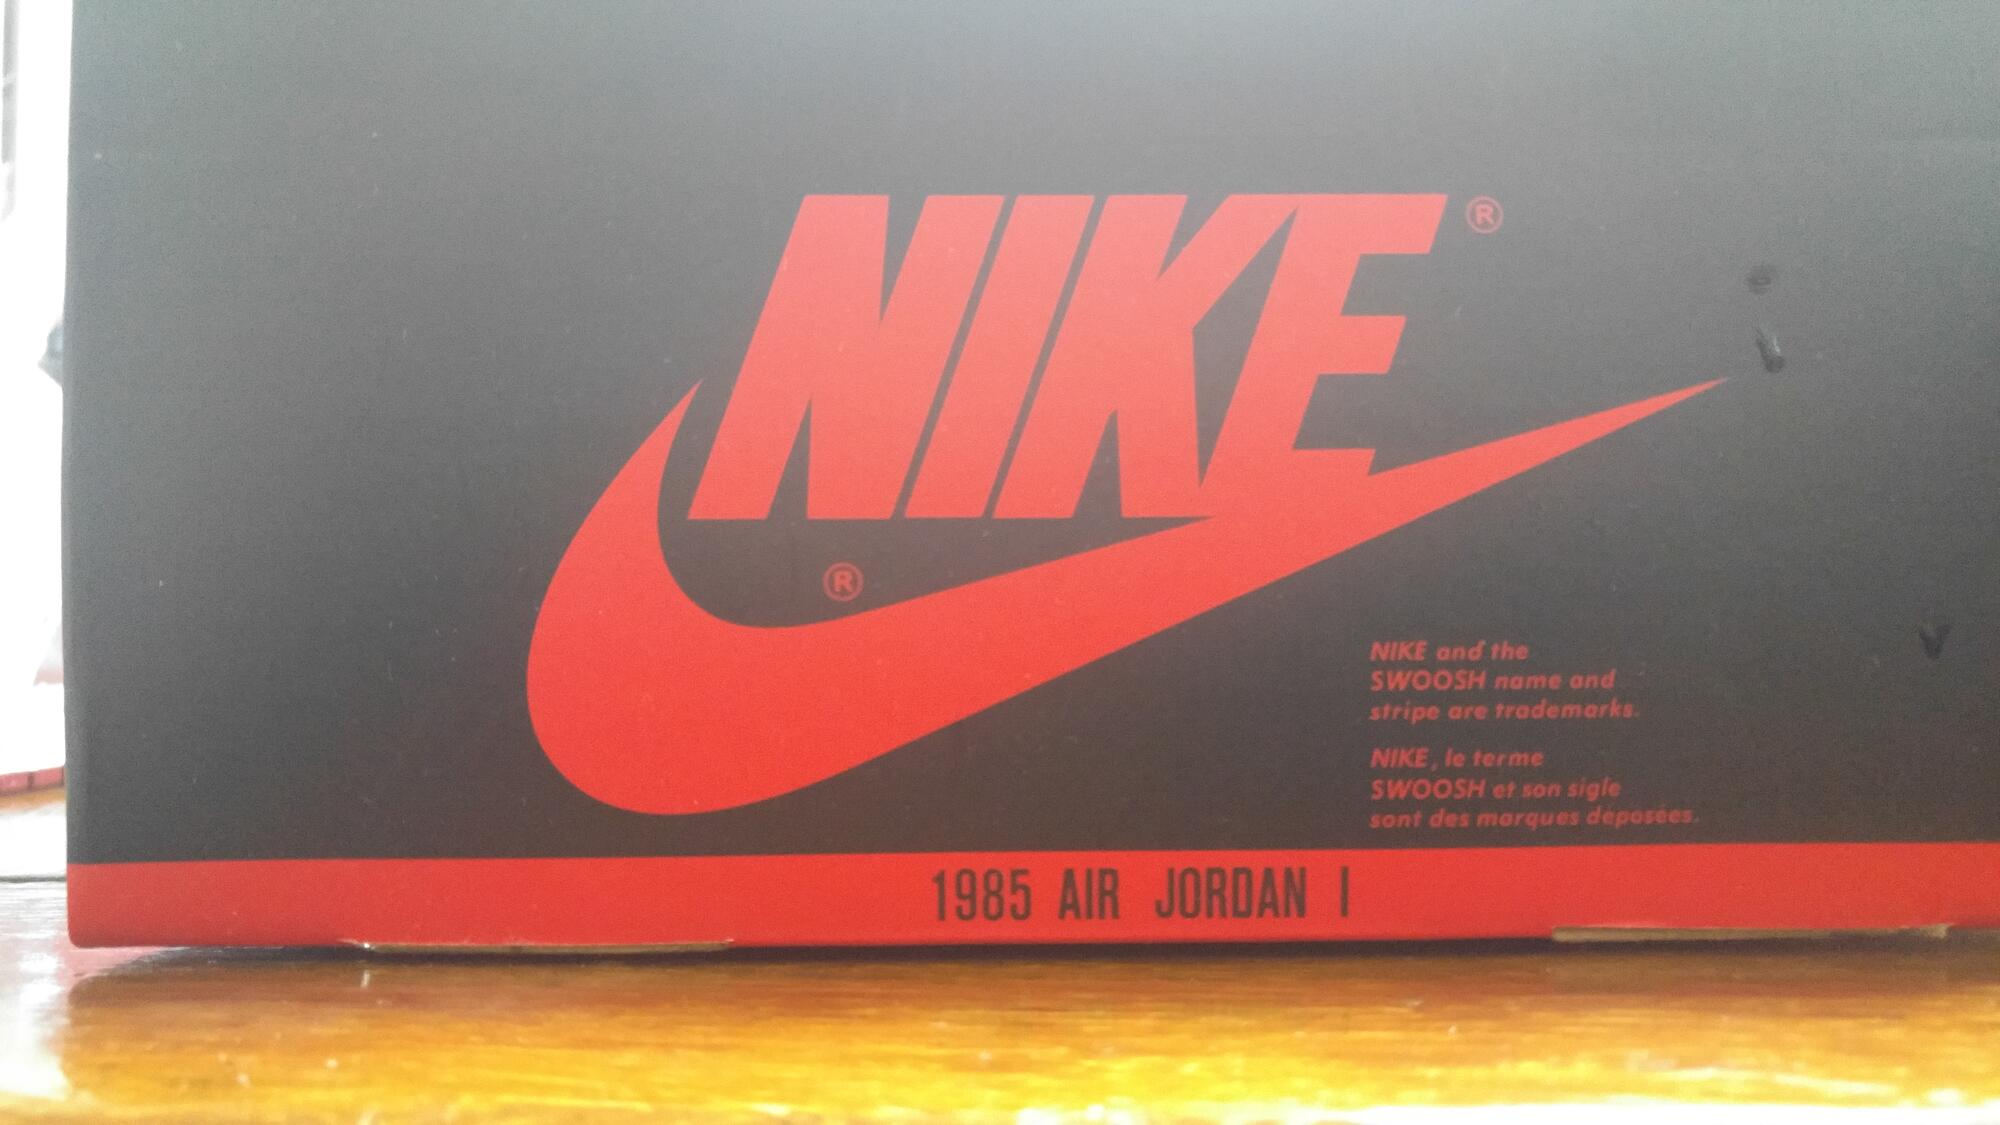 NIKE®
®
NIKE and the
SWOOSH name and
stripe are trademarks.
NIKE, le terme
SWOOSH et son sigle
sont des marques déposées.
1985 AIR JORDAN I